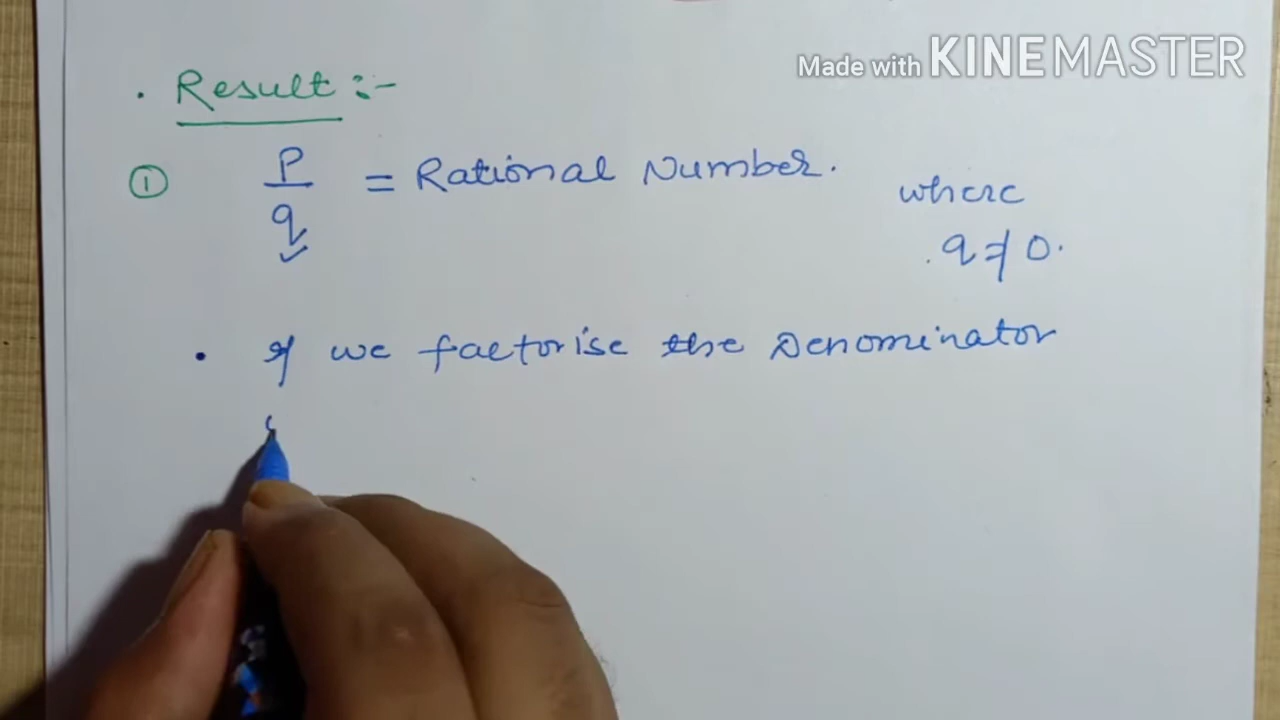 Made with KINEMASTER
. Result :-
① P/q = Rational Number. where
q ≠ 0.
. If we factorise the Denominator